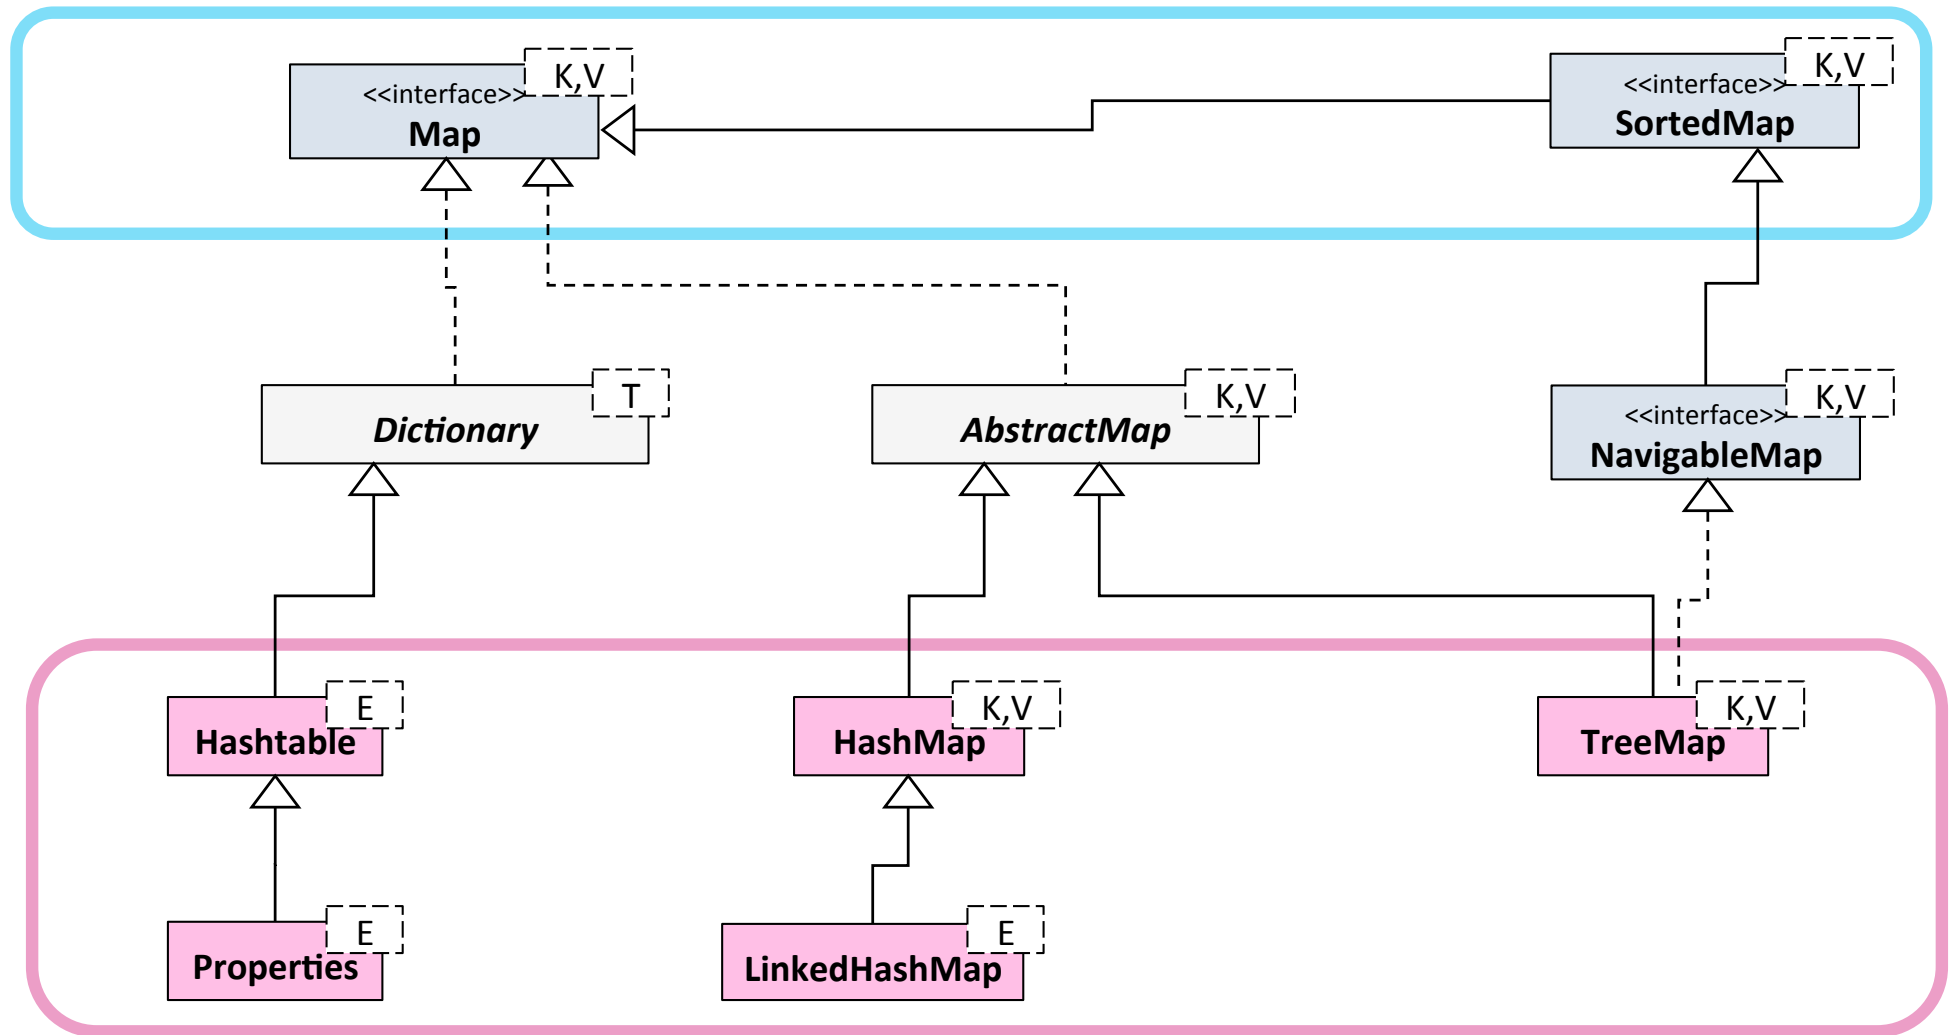 K,V
<<interface>>
Map
K,V
<<interface>>
SortedMap
T
Dictionary
K,V
AbstractMap
K,V
<<interface>>
NavigableMap
E
Hashtable
K,V
HashMap
K,V
TreeMap
E
Properties
E
LinkedHashMap